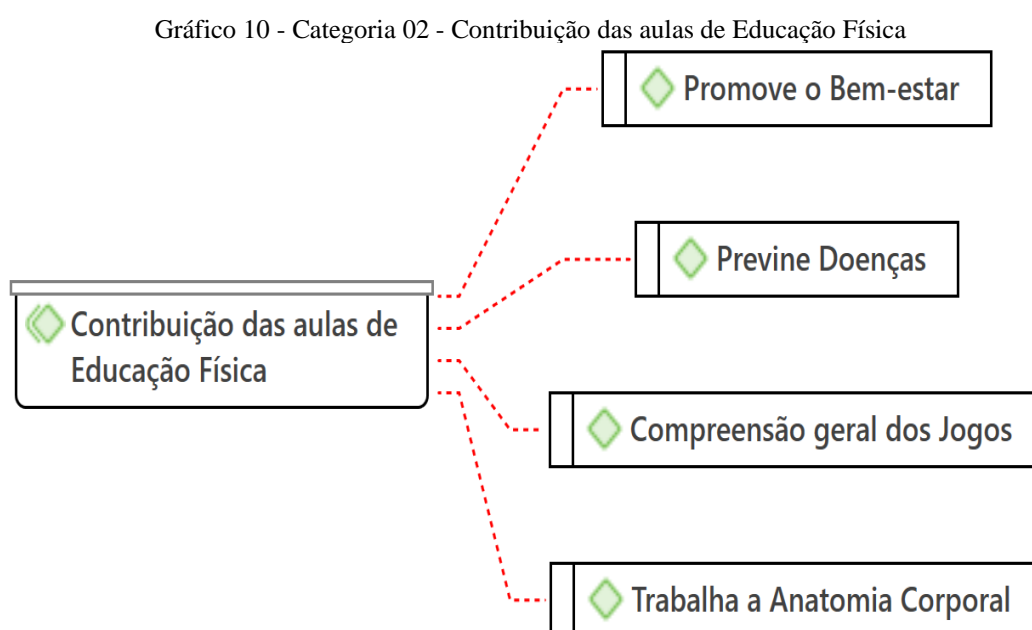 Gráfico 10 - Categoria 02 - Contribuição das aulas de Educação Física
Promove o Bem-estar
Previne Doenças
Contribuição das aulas de
Educação Física
Compreensão geral dos Jogos
Trabalha a Anatomia Corporal